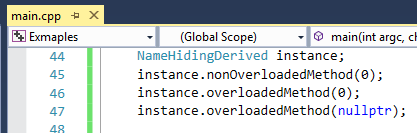 main.cpp
Exmaples
(Global Scope)
main(int argc, ch
44 NameHidingDerived instance;
45 instance.nonOverloadedMethod(0);
46 instance.overloadedMethod(0);
47 instance.overloadedMethod(nullptr);
48